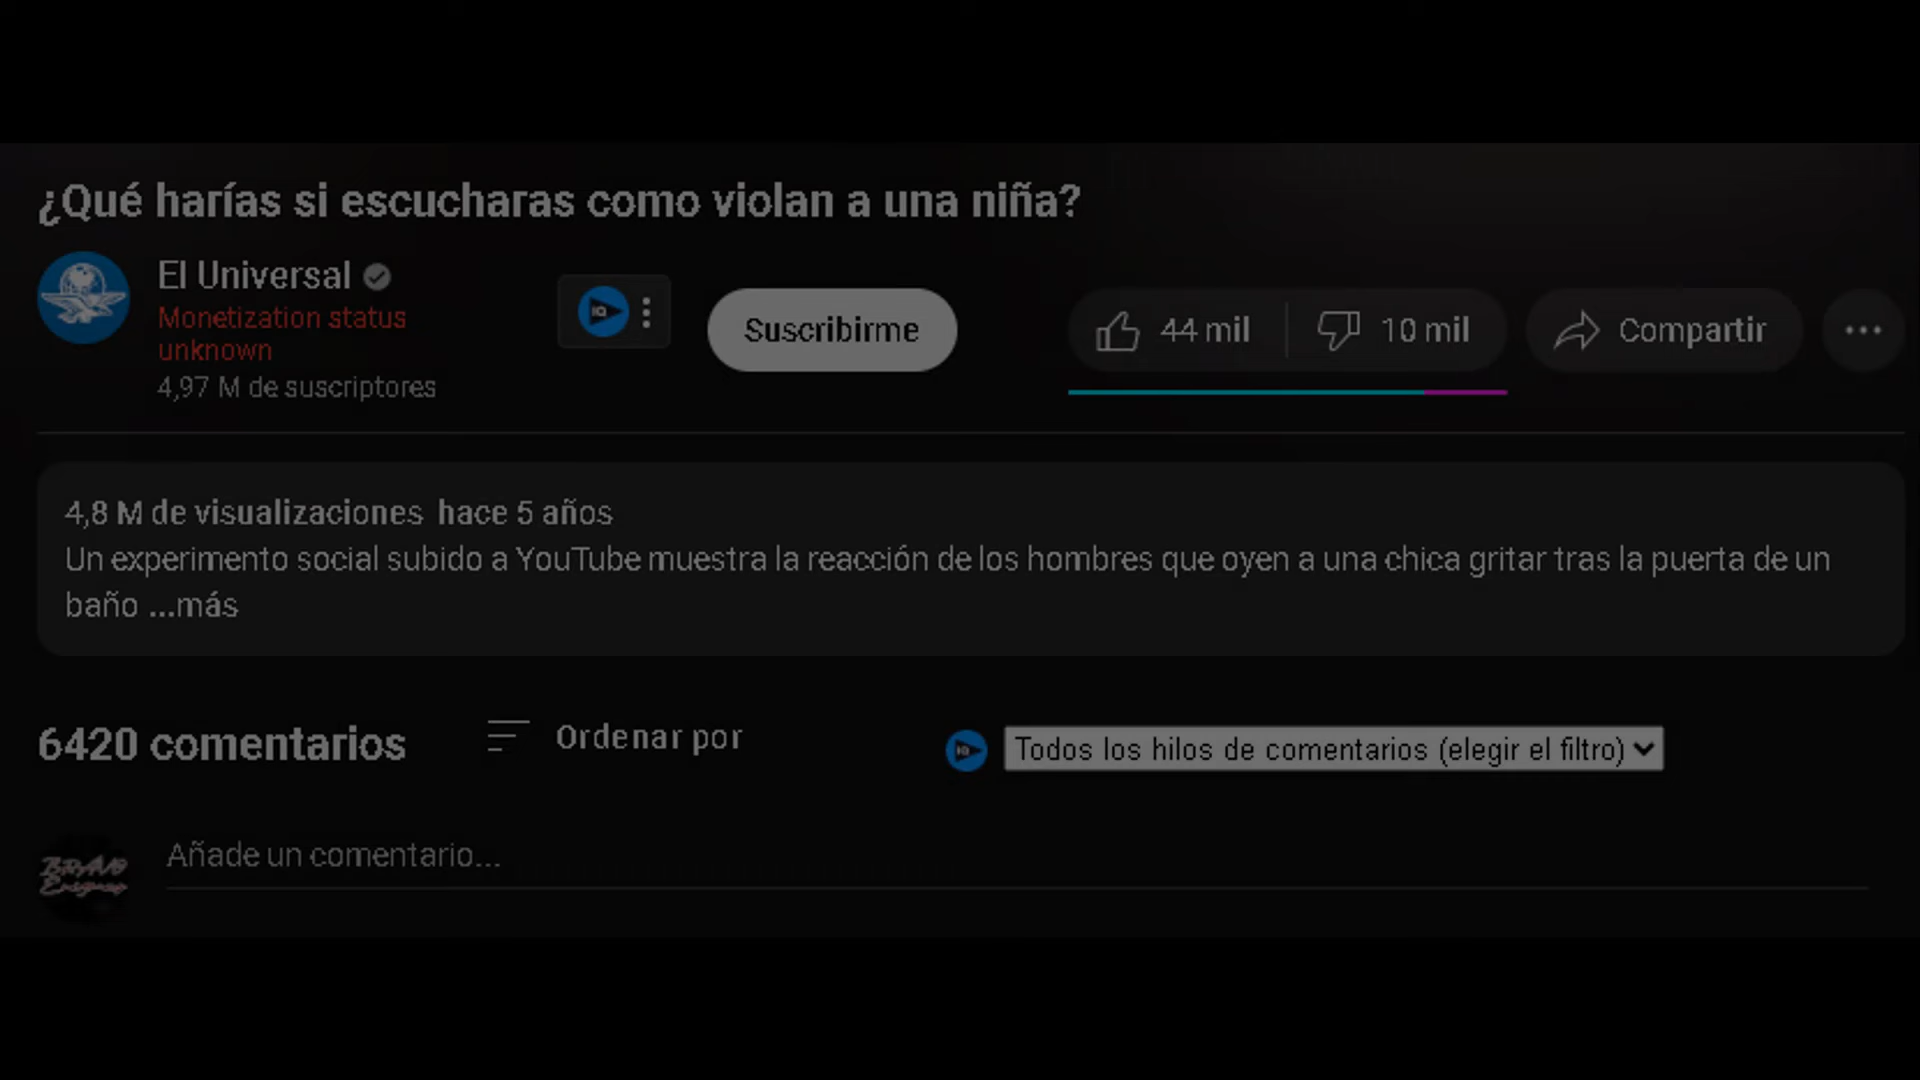 ¿Qué harías si escucharas como violan a una niña?
El Universal
Monetization status
unknown
4,97 M de suscriptores
IQ
Suscribirme
44 mil
10 mil
Compartir
4,8 M de visualizaciones hace 5 años
Un experimento social subido a YouTube muestra la reacción de los hombres que oyen a una chica gritar tras la puerta de un
baño ...más
6420 comentarios
Ordenar por
IQ
Todos los hilos de comentarios (elegir el filtro)
BRAVO
Añade un comentario...